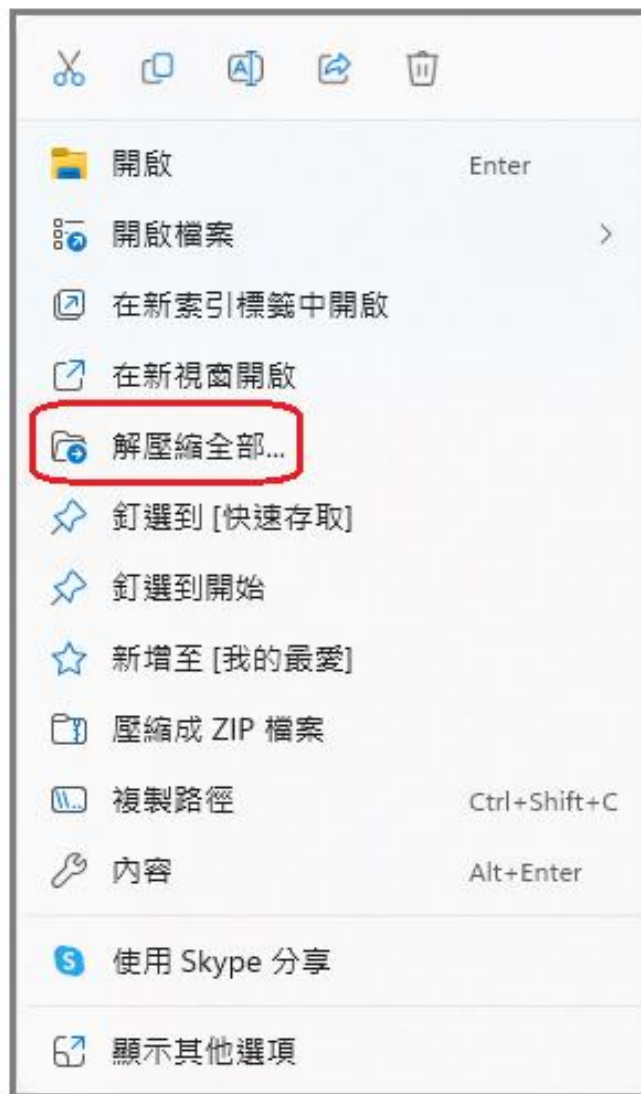 開啟 Enter
開啟檔案
在新索引標籤中開啟
在新視窗開啟
解壓縮全部...
釘選到 [快速存取]
釘選到開始
新增至 [我的最愛]
壓縮成 ZIP 檔案
複製路徑 Ctrl+Shift+C
內容 Alt+Enter
使用 Skype 分享
顯示其他選項